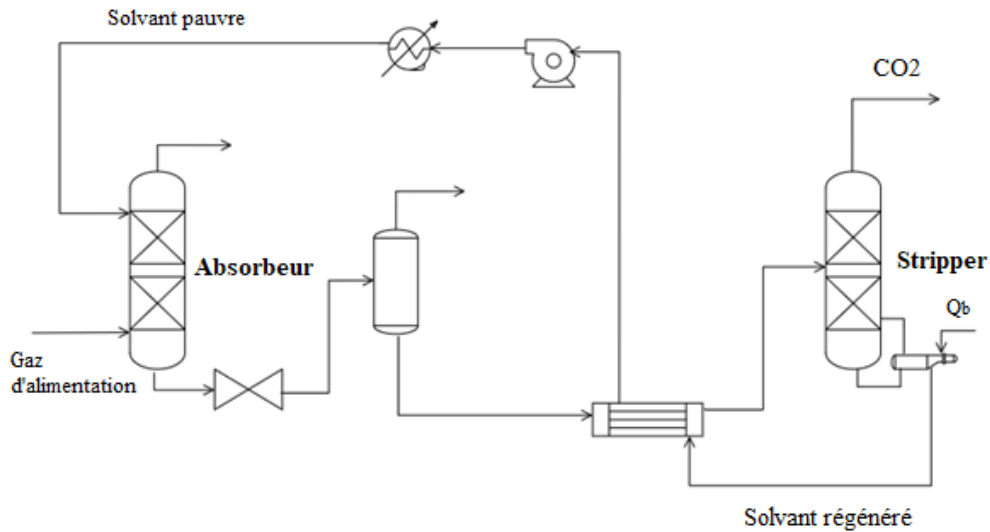 Solvant pauvre
CO2
Absorbeur
Stripper
Qb
Gaz
d'alimentation
Solvant régénéré